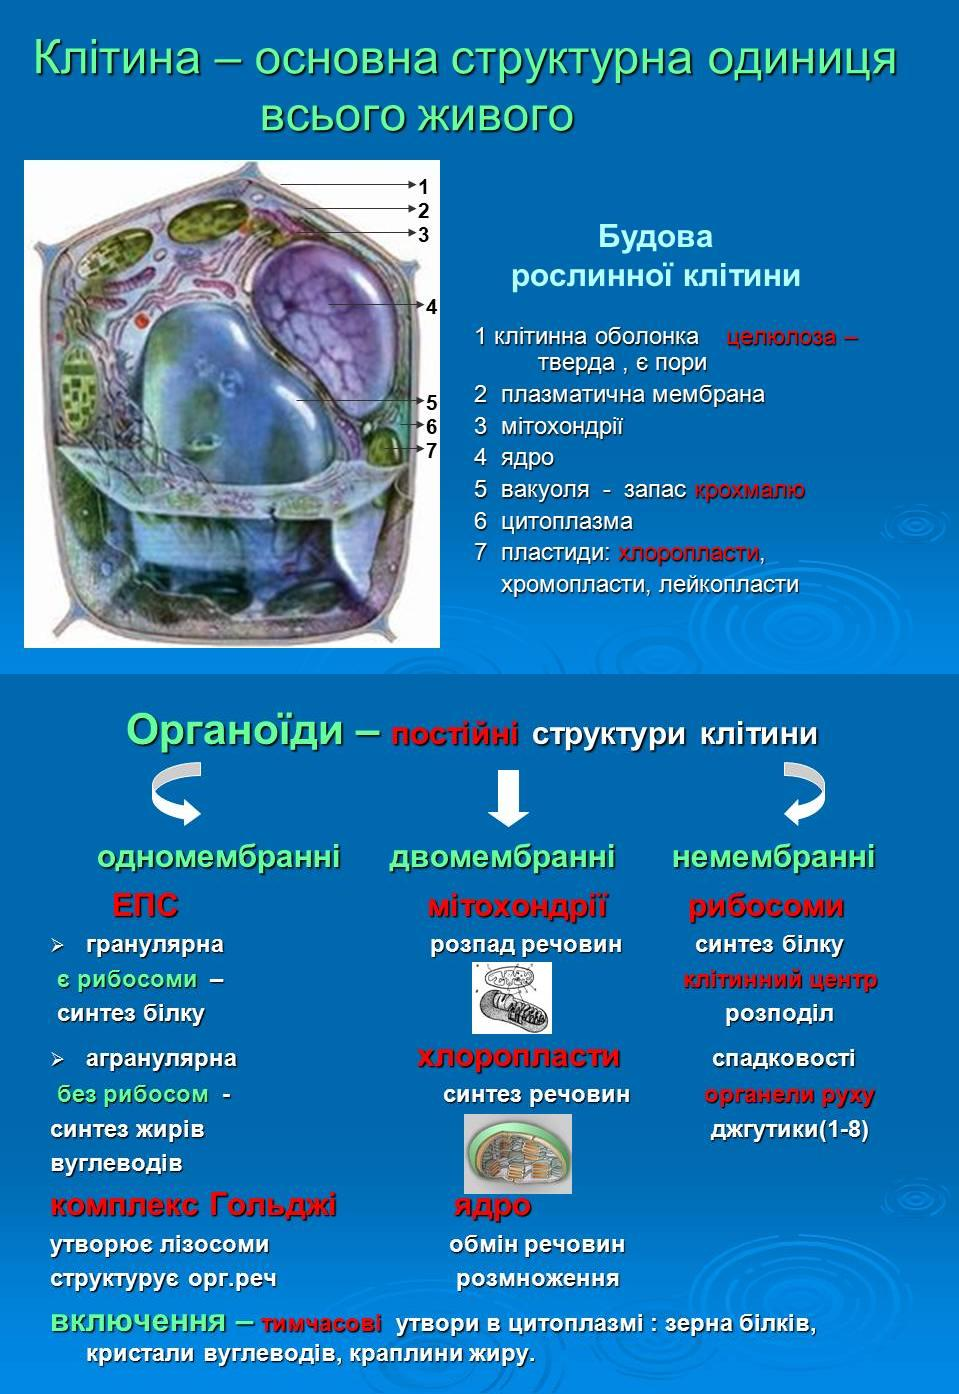 Клітина – основна структурна одиниця
всього живого
1
2
3
4
5
6
7
Будова
рослинної клітини
1 клітинна оболонка целюлоза –
тверда , є пори
2 плазматична мембрана
3 мітохондрії
4 ядро
5 вакуоля - запас крохмалю
6 цитоплазма
7 пластиди: хлоропласти,
хромопласти, лейкопласти
Органоїди – постійні структури клітини
одномембранні двомембранні немембранні
ЕПС мітохондрії рибосоми
гранулярна розпад речовин синтез білку
є рибосоми – клітинний центр
синтез білку розподіл
агранулярна хлоропласти спадковості
без рибосом - синтез речовин органели руху
синтез жирів джгутики(1-8)
вуглеводів
комплекс Гольджі ядро
утворює лізосоми обмін речовин
структурує орг.реч розмноження
включення – тимчасові утвори в цитоплазмі : зерна білків,
кристали вуглеводів, краплини жиру.